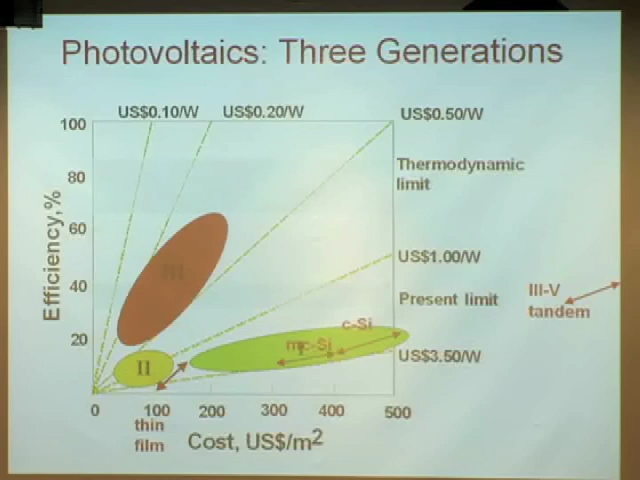 Photovoltaics: Three Generations
US$0.10/W
US$0.20/W
US$0.50/W
100
Thermodynamic
limit
80
60
Efficiency,%
III
US$1.00/W
40
Present limit
III-V
tandem
c-Si
mc-Si
I
20
II
US$3.50/W
0
100
200
300
400
500
thin
film
Cost, US$/m2